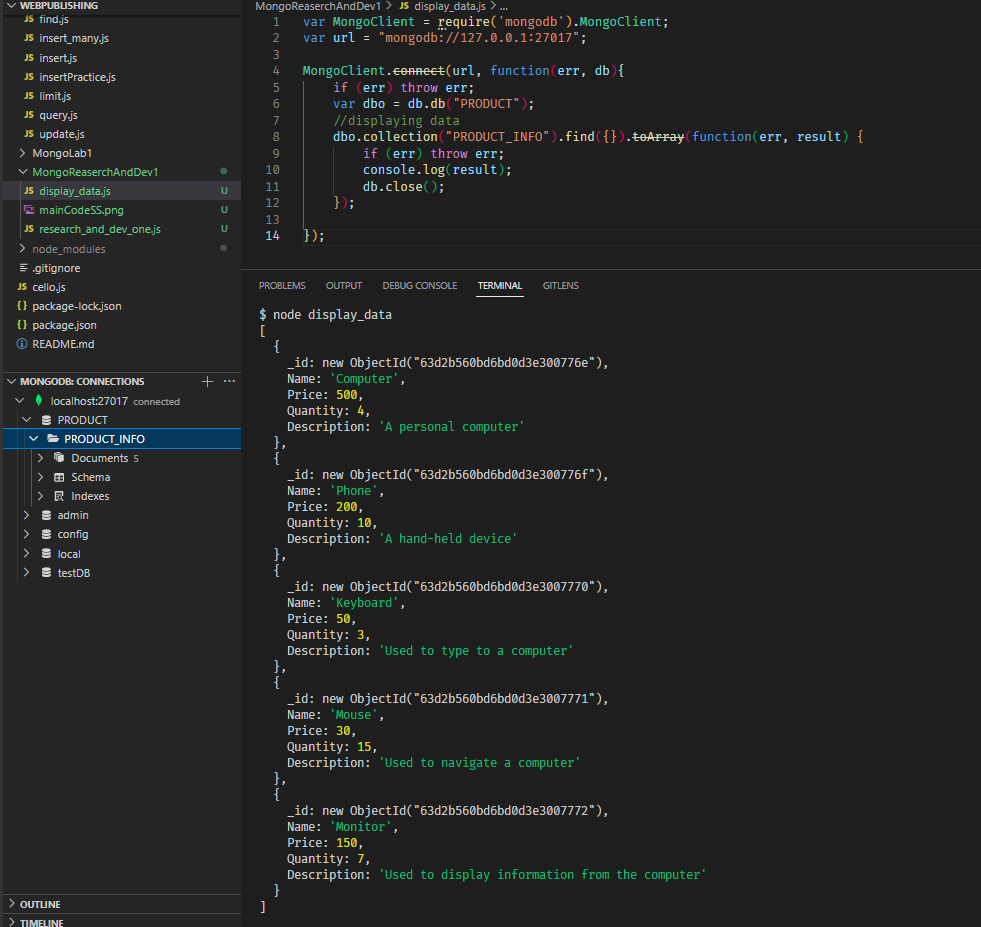 WEBPUBLISHING
JS find.js
JS insert_many.js
JS insert.js
JS insertPractice.js
JS limit.js
JS query.js
JS update.js
MongoLab1
MongoReaserchAndDev1
JS display_data.js U
mainCodeSS.png U
JS research_and_dev_one.js U
node_modules
.gitignore
JS cello.js
{} package-lock.json
{} package.json
README.md
MONGODB: CONNECTIONS
localhost:27017 connected
PRODUCT
PRODUCT_INFO
Documents 5
Schema
Indexes
admin
config
local
testDB
OUTLINE
TIMELINE
MongoReaserchAndDev1 > JS display_data.js > ...
1 var MongoClient = require('mongodb').MongoClient;
2 var url = "mongodb://127.0.0.1:27017";
3
4 MongoClient.connect(url, function(err, db){
5 if (err) throw err;
6 var dbo = db.db("PRODUCT");
7 //displaying data
8 dbo.collection("PRODUCT_INFO").find({}).toArray(function(err, result) {
9 if (err) throw err;
10 console.log(result);
11 db.close();
12 });
13
14 });
PROBLEMS OUTPUT DEBUG CONSOLE TERMINAL GITLENS
$ node display_data
[
{
_id: new ObjectId("63d2b560bd6bd0d3e300776e"),
Name: 'Computer',
Price: 500,
Quantity: 4,
Description: 'A personal computer'
},
{
_id: new ObjectId("63d2b560bd6bd0d3e300776f"),
Name: 'Phone',
Price: 200,
Quantity: 10,
Description: 'A hand-held device'
},
{
_id: new ObjectId("63d2b560bd6bd0d3e3007770"),
Name: 'Keyboard',
Price: 50,
Quantity: 3,
Description: 'Used to type to a computer'
},
{
_id: new ObjectId("63d2b560bd6bd0d3e3007771"),
Name: 'Mouse',
Price: 30,
Quantity: 15,
Description: 'Used to navigate a computer'
},
{
_id: new ObjectId("63d2b560bd6bd0d3e3007772"),
Name: 'Monitor',
Price: 150,
Quantity: 7,
Description: 'Used to display information from the computer'
}
]